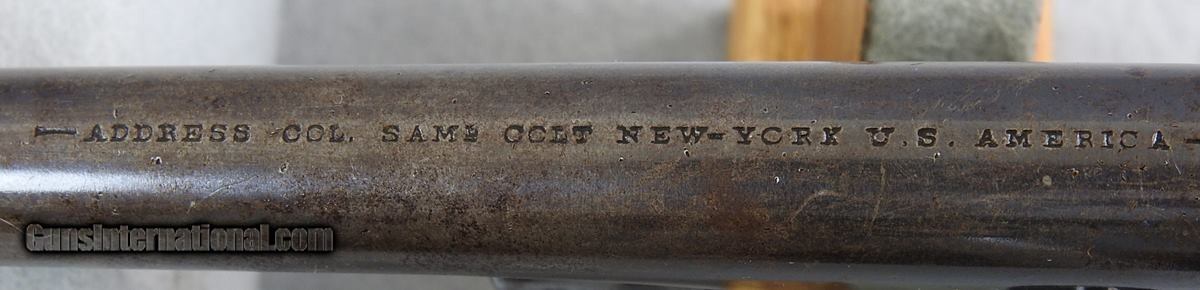 -ADDRESS COL. SAML COLT NEW-YORK U.S. AMERICA-
GunsInternational.com